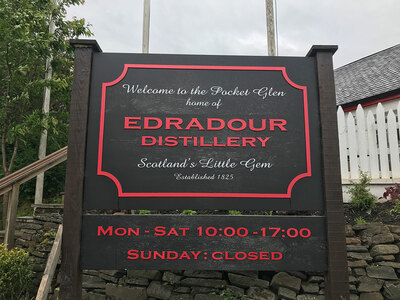 Welcome to the Pocket Glen
home of
EDRADOUR
DISTILLERY
Scotland's Little Gem
Established 1825
MON - SAT 10:00 -17:00
SUNDAY: CLOSED